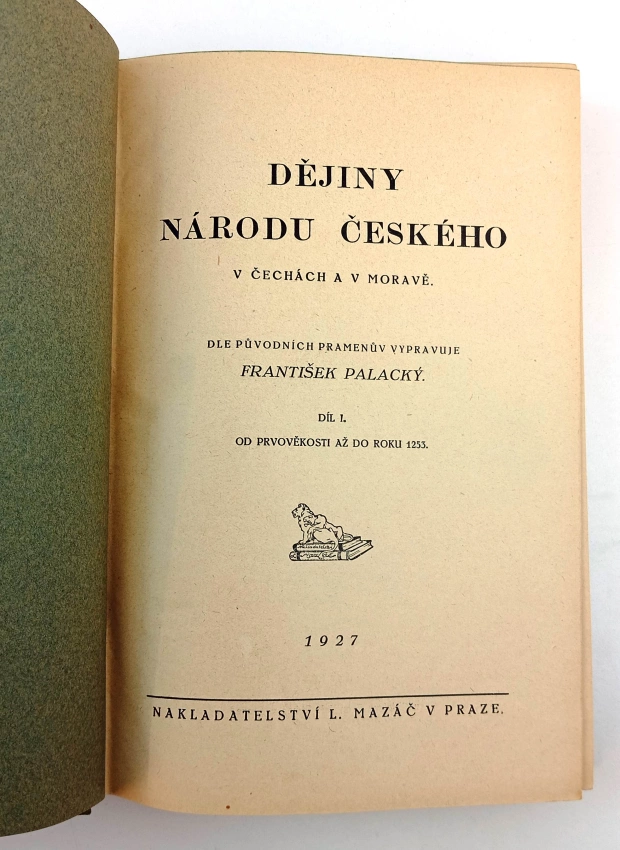 DĚJINY
NÁRODU ČESKÉHO
V ČECHÁCH A V MORAVĚ.
DLE PŮVODNÍCH PRAMENŮV VYPRAVUJE
FRANTIŠEK PALACKÝ.
DÍL I.
OD PRVOVĚKOSTI AŽ DO ROKU 1253.
1927
NAKLADATELSTVÍ L. MAZÁČ V PRAZE.